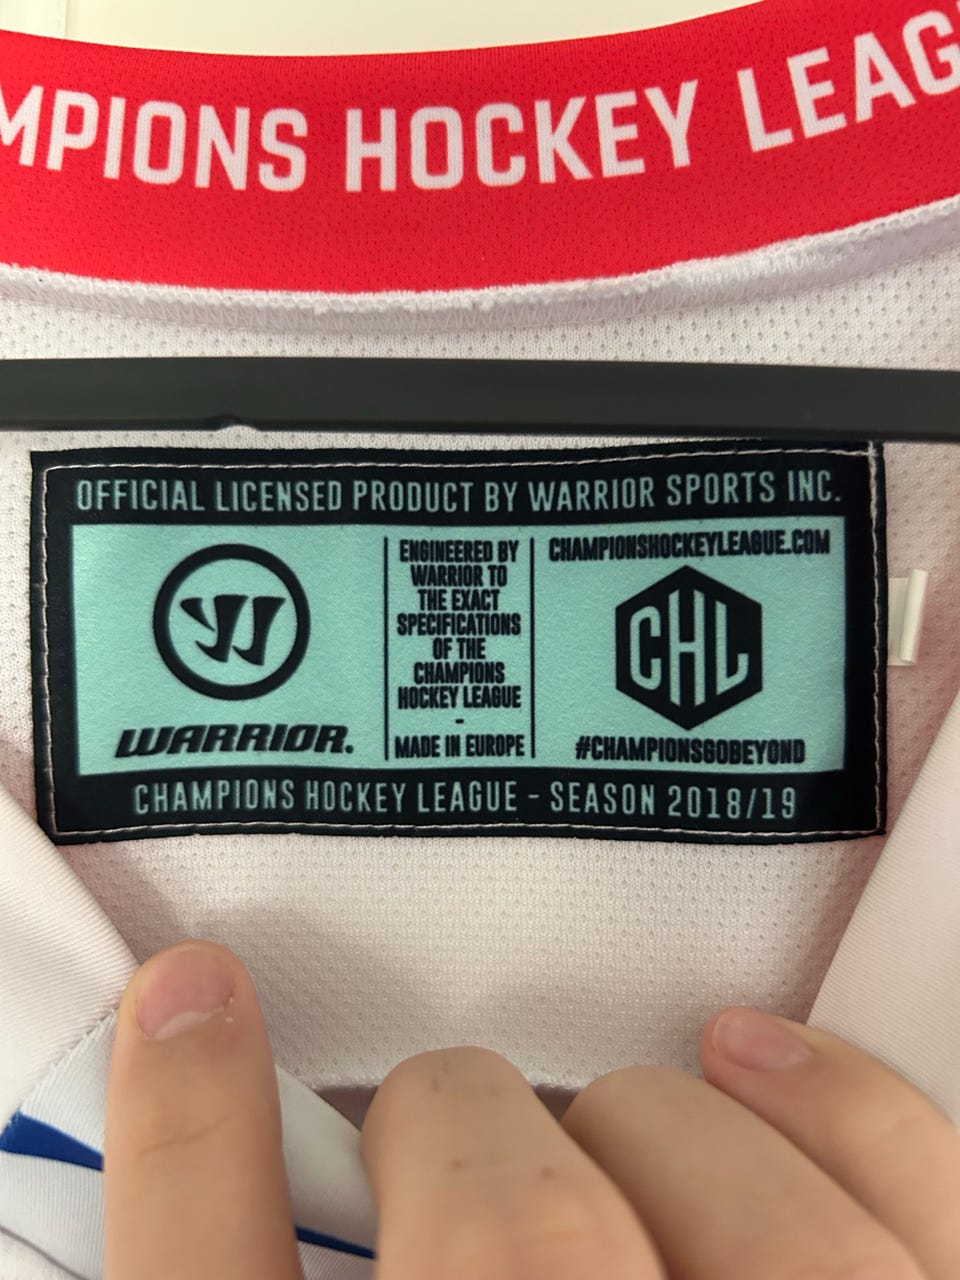 MPIONS HOCKEY LEAG
OFFICIAL LICENSED PRODUCT BY WARRIOR SPORTS INC.
WARRIOR.
ENGINEERED BY
WARRIOR TO
THE EXACT
SPECIFICATIONS
OF THE
CHAMPIONS
HOCKEY LEAGUE
-
MADE IN EUROPE
CHAMPIONSHOCKEYLEAGUE.COM
CHL
#CHAMPIONSGOBEYOND
CHAMPIONS HOCKEY LEAGUE - SEASON 2018/19